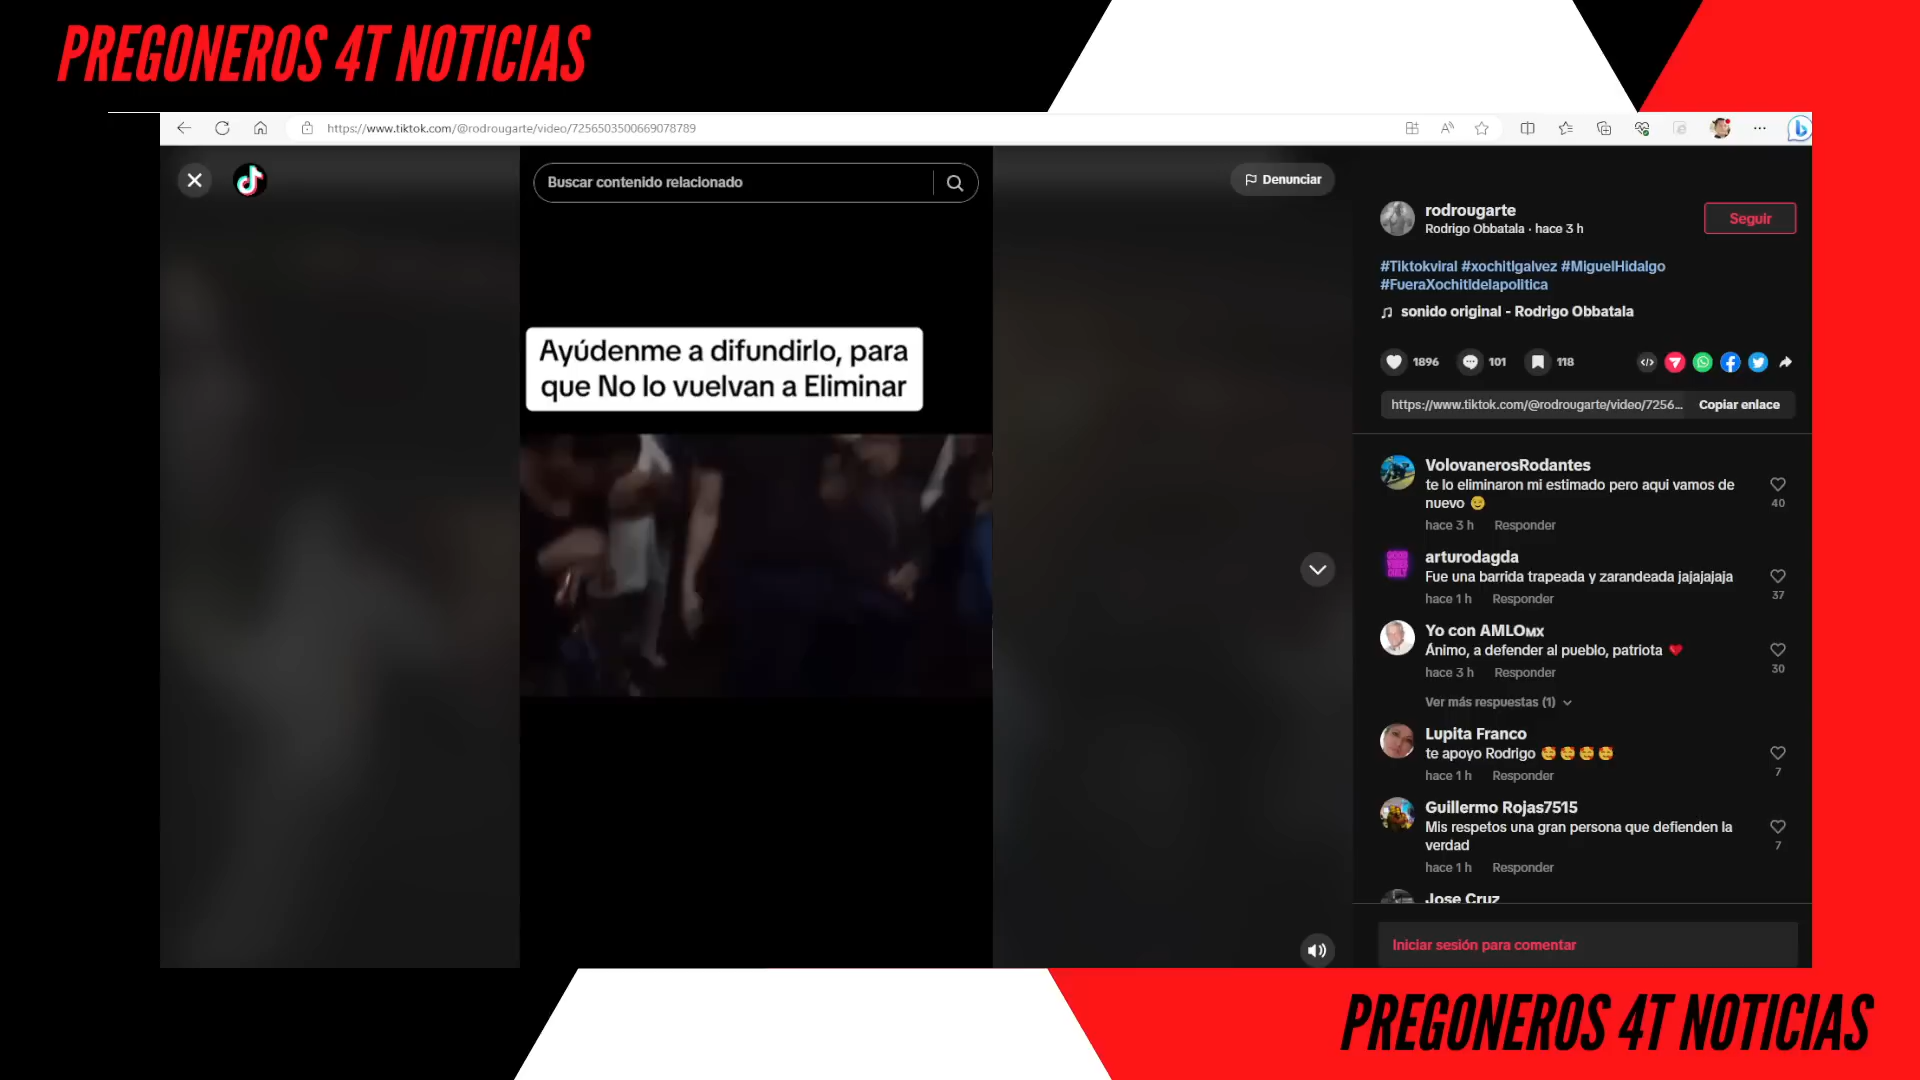 PREGONEROS 4T NOTICIAS
https://www.tiktok.com/@rodrougarte/video/7256503500669078789
Buscar contenido relacionado
Denunciar
Ayúdenme a difundirlo, para
que No lo vuelvan a Eliminar
rodrougarte
Rodrigo Obbatala · hace 3 h
Seguir
#Tiktokviral #xochitlgalvez #MiguelHidalgo
#FueraXochitldelapolitica
sonido original - Rodrigo Obbatala
1896 101 118
https://www.tiktok.com/@rodrougarte/video/7256... Copiar enlace
VolovanerosRodantes
te lo eliminaron mi estimado pero aqui vamos de
nuevo 😉
40
hace 3 h Responder
arturodagda
Fue una barrida trapeada y zarandeada jajajajaja
37
hace 1 h Responder
Yo con AMLOMX
Ánimo, a defender al pueblo, patriota ❤️
30
hace 3 h Responder
Ver más respuestas (1)
Lupita Franco
te apoyo Rodrigo 🥰🥰🥰🥰
7
hace 1 h Responder
Guillermo Rojas7515
Mis respetos una gran persona que defienden la
verdad
7
hace 1 h Responder
Jose Cruz
Iniciar sesión para comentar
PREGONEROS 4T NOTICIAS